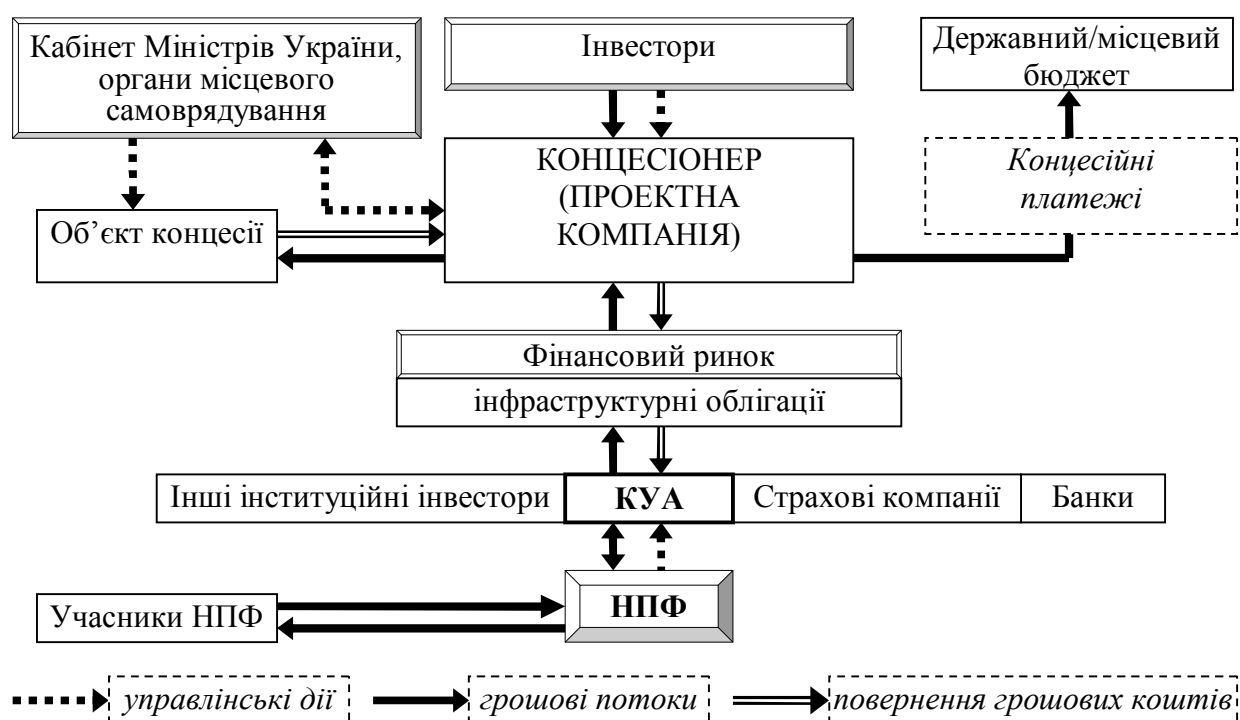 Кабінет Міністрів України,
органи місцевого
самоврядування
Інвестори
Державний/місцевий
бюджет
КОНЦЕСІОНЕР
(ПРОЕКТНА
КОМПАНІЯ)
Концесійні
платежі
Об’єкт концесії
Фінансовий ринок
інфраструктурні облігації
Інші інституційні інвестори
КУА
Страхові компанії
Банки
НПФ
Учасники НПФ
управлінські дії
грошові потоки
повернення грошових коштів